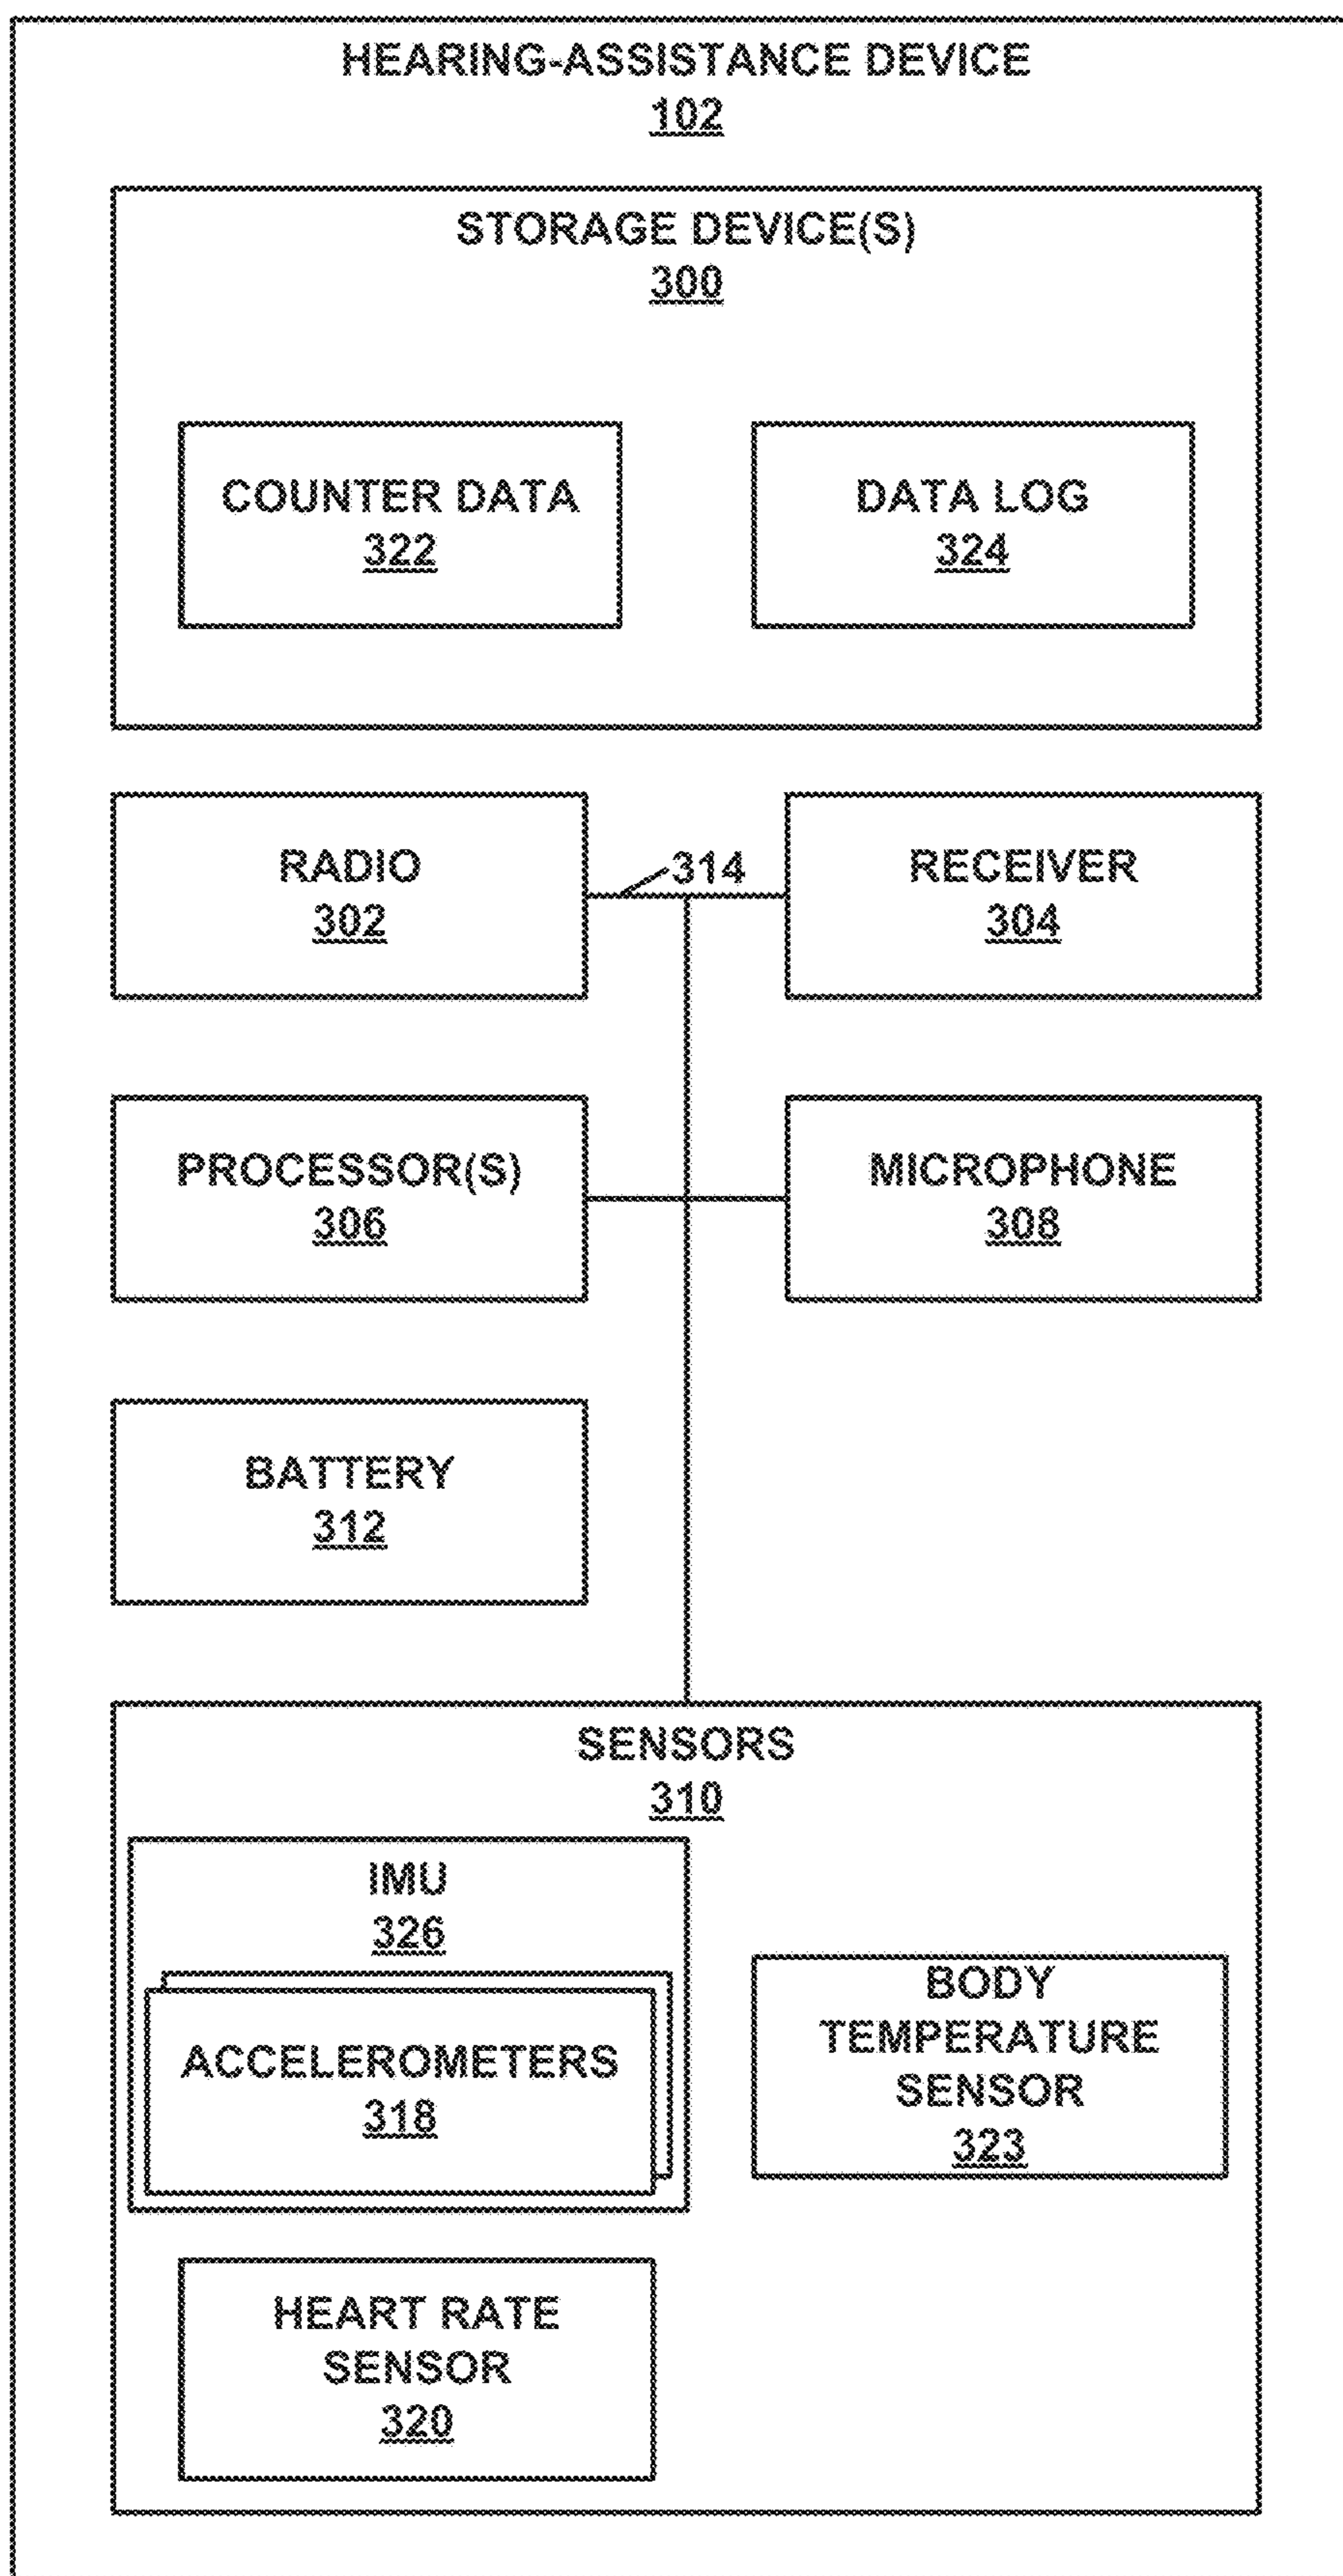 HEARING-ASSISTANCE DEVICE
102
STORAGE DEVICE(S)
300
COUNTER DATA
322
DATA LOG
324
RADIO
302
314
RECEIVER
304
PROCESSOR(S)
306
MICROPHONE
308
BATTERY
312
SENSORS
310
IMU
326
ACCELEROMETERS
318
BODY
TEMPERATURE
SENSOR
323
HEART RATE
SENSOR
320